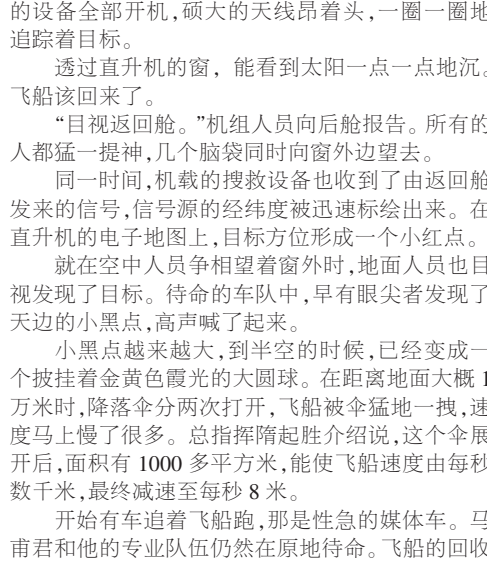 的设备全部开机,硕大的天线昂着头,一圈一圈地
追踪着目标。
透过直升机的窗，能看到太阳一点一点地沉。
飞船该回来了。
“目视返回舱。”机组人员向后舱报告。所有的
人都猛一提神,几个脑袋同时向窗外边望去。
同一时间,机载的搜救设备也收到了由返回舱
发来的信号,信号源的经纬度被迅速标绘出来。在
直升机的电子地图上,目标方位形成一个小红点。
就在空中人员争相望着窗外时,地面人员也目
视发现了目标。待命的车队中,早有眼尖者发现了
天边的小黑点,高声喊了起来。
小黑点越来越大,到半空的时候,已经变成一
个披挂着金黄色霞光的大圆球。在距离地面大概 1
万米时,降落伞分两次打开,飞船被伞猛地一拽,速
度马上慢了很多。总指挥隋起胜介绍说,这个伞展
开后,面积有 1000 多平方米,能使飞船速度由每秒
数千米,最终减速至每秒 8 米。
开始有车追着飞船跑,那是性急的媒体车。马
甫君和他的专业队伍仍然在原地待命。飞船的回收